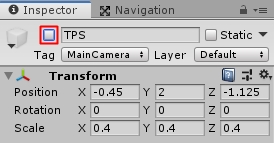 Inspector Navigation
TPS Static
Tag MainCamera Layer Default
Transform
Position X -0.45 Y 2 Z -1.125
Rotation X 0 Y 0 Z 0
Scale X 0.4 Y 0.4 Z 0.4